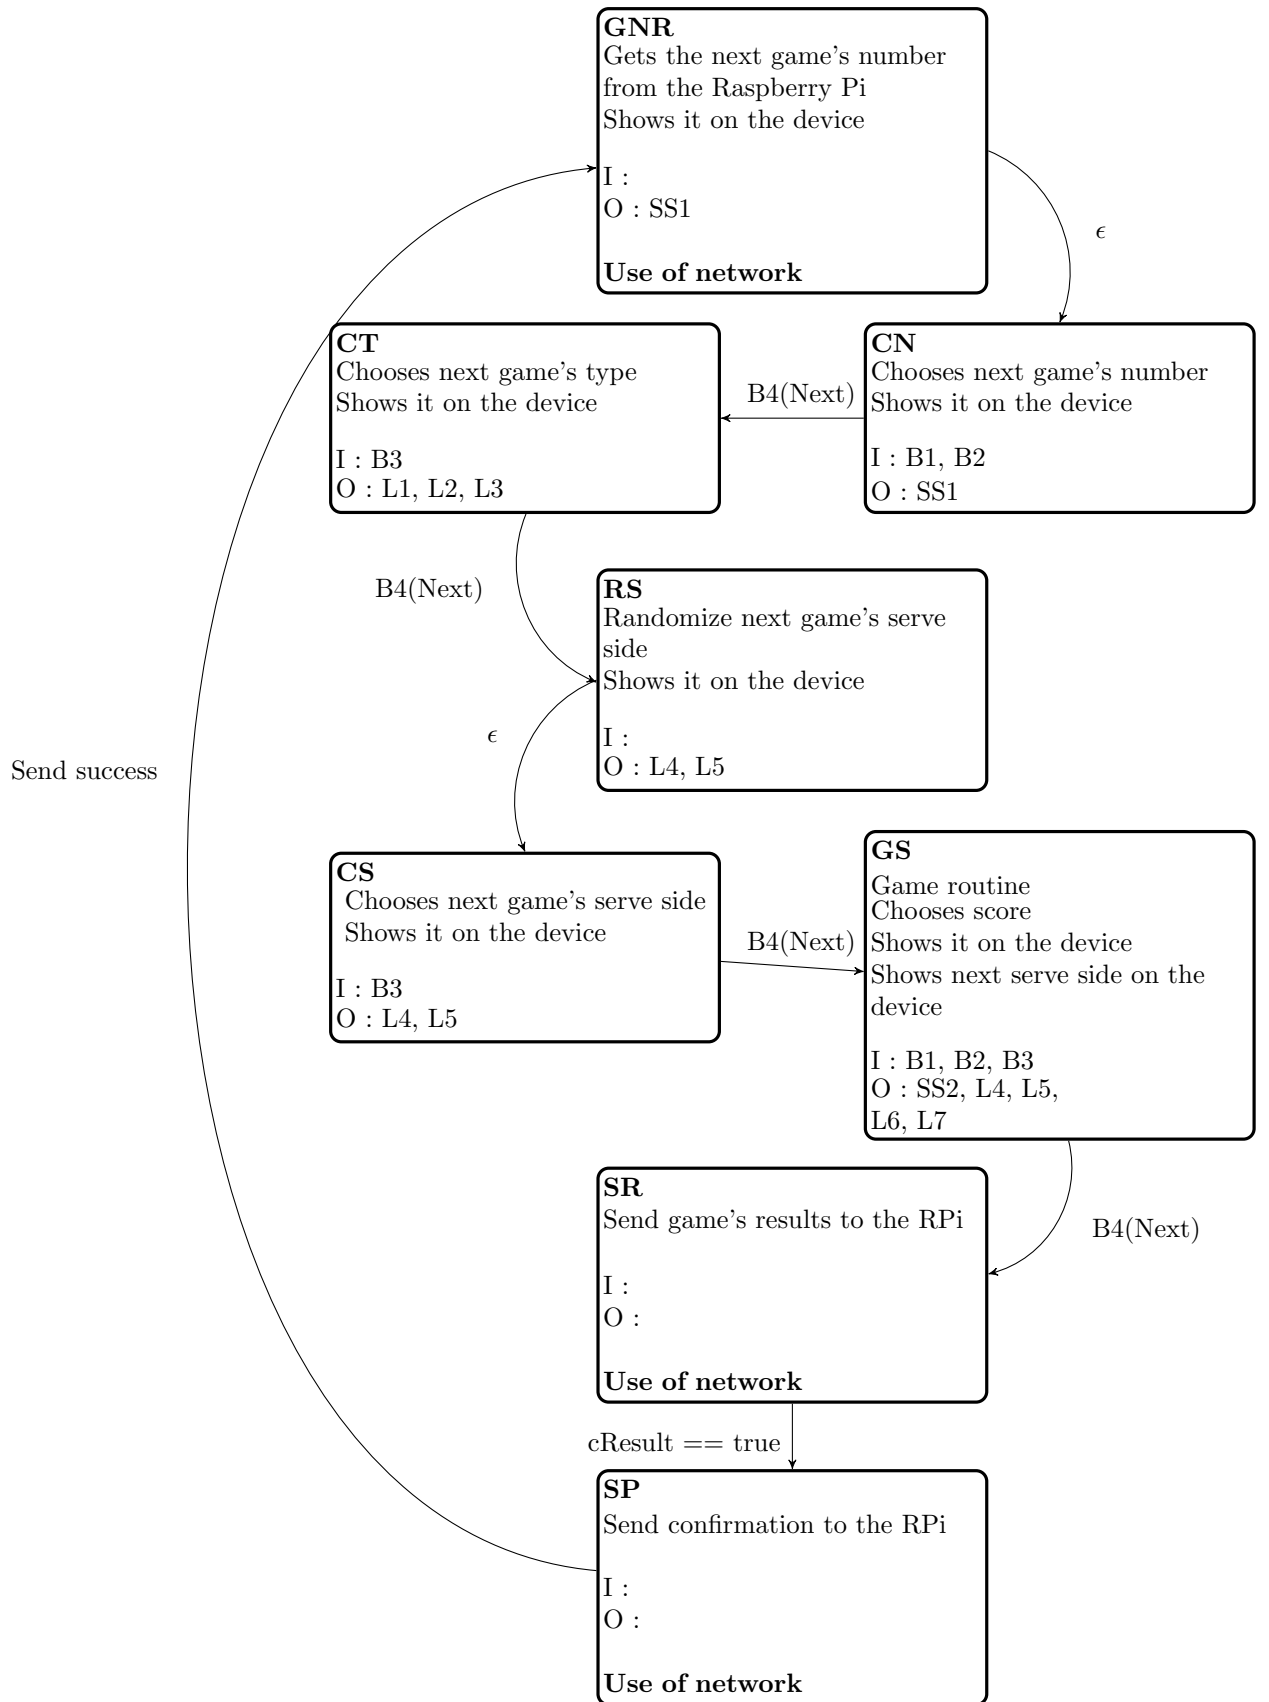 GNR
Gets the next game's number
from the Raspberry Pi
Shows it on the device
I :
O : SS1
Use of network
ϵ
CT
Chooses next game's type
Shows it on the device
I : B3
O : L1, L2, L3
B4(Next)
CN
Chooses next game's number
Shows it on the device
I : B1, B2
O : SS1
B4(Next)
RS
Randomize next game's serve
side
Shows it on the device
I :
O : L4, L5
ϵ
Send success
CS
Chooses next game's serve side
Shows it on the device
I : B3
O : L4, L5
B4(Next)
GS
Game routine
Chooses score
Shows it on the device
Shows next serve side on the
device
I : B1, B2, B3
O : SS2, L4, L5,
L6, L7
B4(Next)
SR
Send game's results to the RPi
I :
O :
Use of network
cResult == true
SP
Send confirmation to the RPi
I :
O :
Use of network